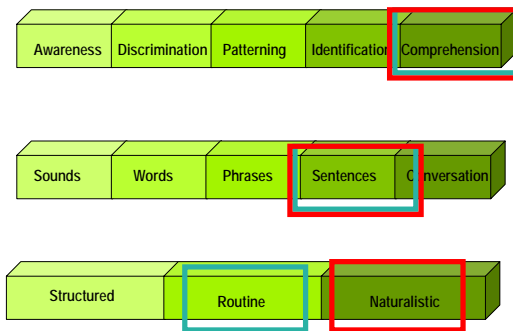 Awareness Discrimination Patterning Identification Comprehension
Sounds Words Phrases Sentences Conversation
Structured Routine Naturalistic